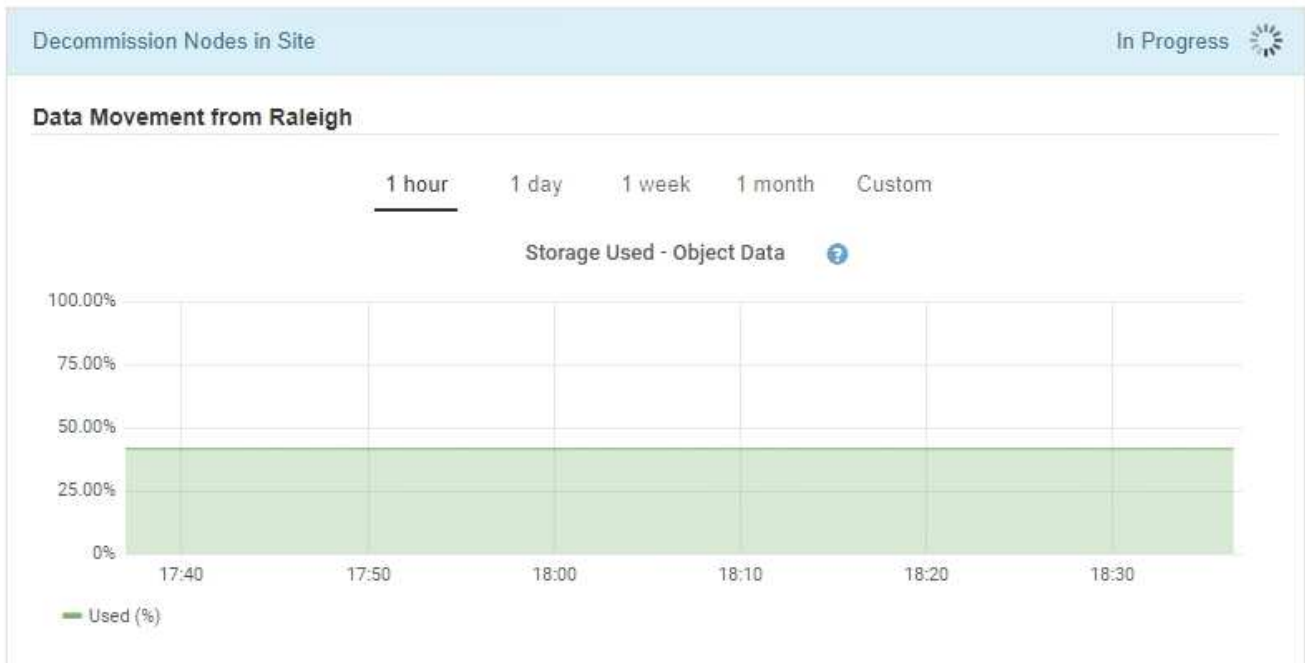 Decommission Nodes in Site In Progress
Data Movement from Raleigh
1 hour 1 day 1 week 1 month Custom
Storage Used - Object Data ?
100.00%
75.00%
50.00%
25.00%
0%
17:40 17:50 18:00 18:10 18:20 18:30
Used (%)